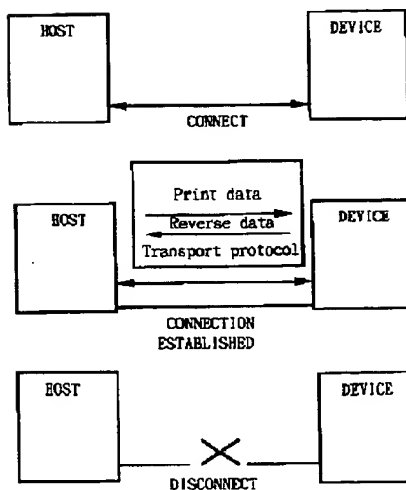 HOST
DEVICE
CONNECT
Print data
Reverse data
Transport protocol
HOST
DEVICE
CONNECTION
ESTABLISHED
HOST
DEVICE
DISCONNECT